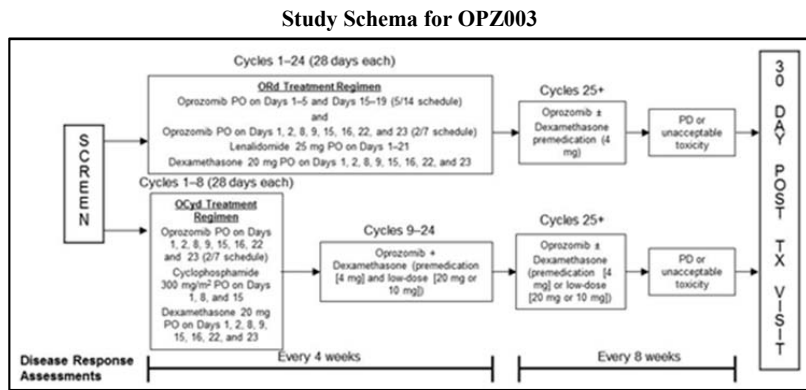 Study Schema for OPZ003
Cycles 1–24 (28 days each)
ORd Treatment Regimen
Oprozomib PO on Days 1–5 and Days 15–19 (5/14 schedule)
and
Oprozomib PO on Days 1, 2, 8, 9, 15, 16, 22, and 23 (2/7 schedule)
Lenalidomide 25 mg PO on Days 1–21
Dexamethasone 20 mg PO on Days 1, 2, 8, 9, 15, 16, 22, and 23
Cycles 25+
Oprozomib ±
Dexamethasone
premedication (4
mg)
PD or
unacceptable
toxicity
SCREEN
Cycles 1–8 (28 days each)
OCyd Treatment
Regimen
Oprozomib PO on Days
1, 2, 8, 9, 15, 16, 22
and 23 (2/7 schedule)
Cyclophosphamide
300 mg/m² PO on Days
1, 8, and 15
Dexamethasone 20 mg
PO on Days 1, 2, 8, 9,
15, 16, 22, and 23
Cycles 9–24
Oprozomib +
Dexamethasone (premedication
[4 mg] and low-dose [20 mg or
10 mg])
Cycles 25+
Oprozomib ±
Dexamethasone
(premedication [4
mg] or low-dose
[20 mg or 10 mg])
PD or
unacceptable
toxicity
30 DAY POST TX VISIT
Disease Response
Assessments
Every 4 weeks
Every 8 weeks